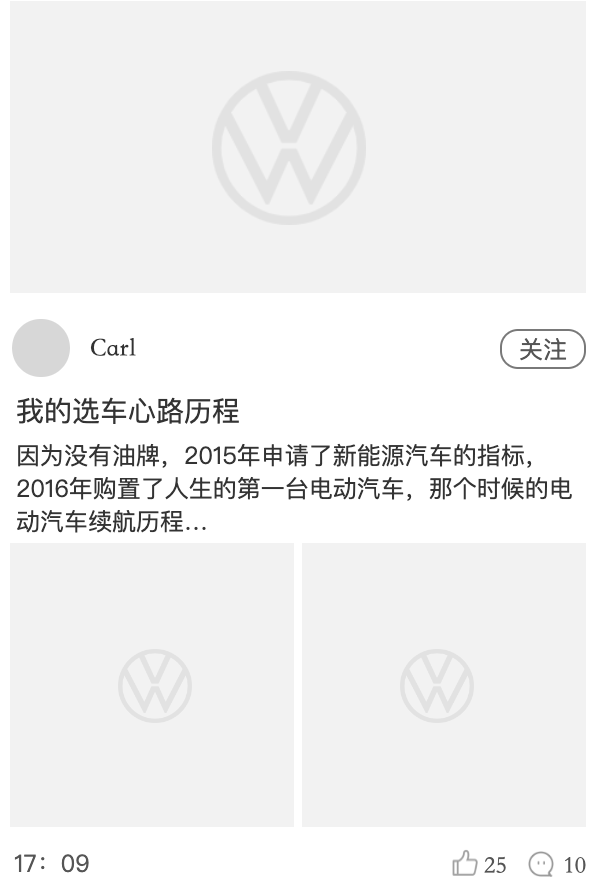 Carl
关注
我的选车心路历程
因为没有油牌，2015年申请了新能源汽车的指标，
2016年购置了人生的第一台电动汽车，那个时候的电
动汽车续航历程...
17：09
25
10